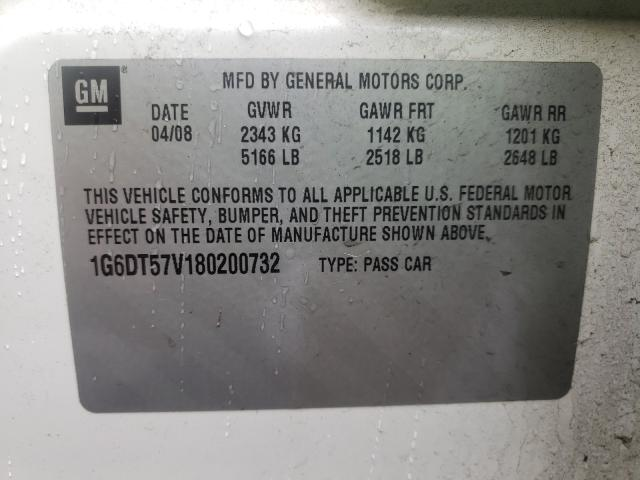 GM
®
MFD BY GENERAL MOTORS CORP.
DATE GVWR GAWR FRT GAWR RR
04/08 2343 KG 1142 KG 1201 KG
5166 LB 2518 LB 2648 LB
THIS VEHICLE CONFORMS TO ALL APPLICABLE U.S. FEDERAL MOTOR
VEHICLE SAFETY, BUMPER, AND THEFT PREVENTION STANDARDS IN
EFFECT ON THE DATE OF MANUFACTURE SHOWN ABOVE.
1G6DT57V180200732 TYPE: PASS CAR